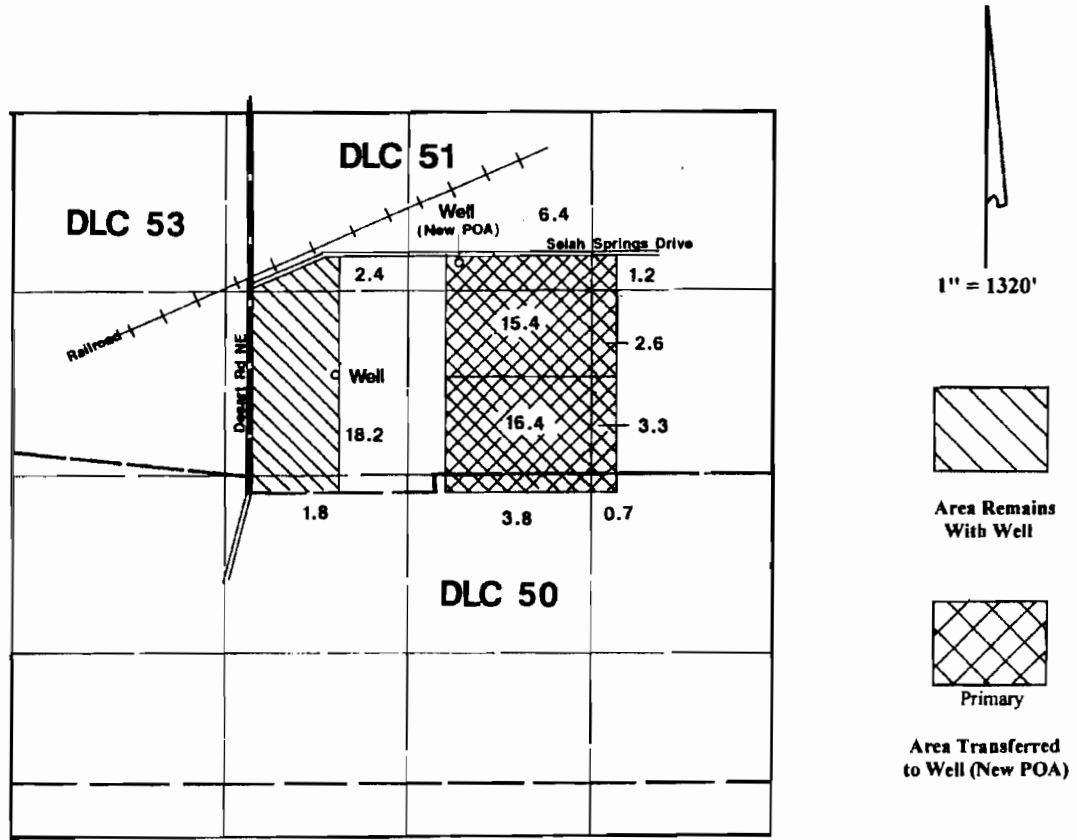 DLC 51
DLC 53
Well
(New POA)
6.4
Selah Springs Drive
2.4
1.2
1" = 1320'
Railroad
15.4
2.6
Desart Rd NE
Well
18.2
16.4
3.3
1.8
3.8
0.7
DLC 50
Area Remains
With Well
Primary
Area Transferred
to Well (New POA)